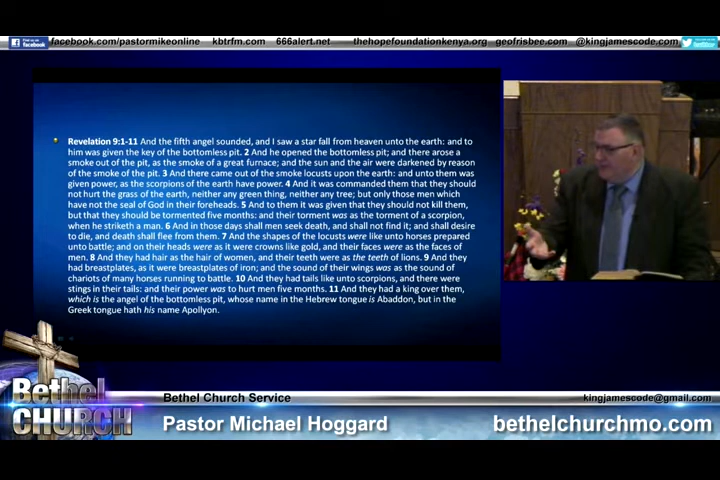 facebook.com/pastormikeonline kbtrfm.com 666alert.net thehopefoundationkenya.org geofrisbee.com @kingjamescode.com
Revelation 9:1-11 And the fifth angel sounded, and I saw a star fall from heaven unto the earth: and to
him was given the key of the bottomless pit. 2 And he opened the bottomless pit; and there arose a
smoke out of the pit, as the smoke of a great furnace; and the sun and the air were darkened by reason
of the smoke of the pit. 3 And there came out of the smoke locusts upon the earth: and unto them was
given power, as the scorpions of the earth have power. 4 And it was commanded them that they should
not hurt the grass of the earth, neither any green thing, neither any tree; but only those men which
have not the seal of God in their foreheads. 5 And to them it was given that they should not kill them,
but that they should be tormented five months: and their torment was as the torment of a scorpion,
when he striketh a man. 6 And in those days shall men seek death, and shall not find it; and shall desire
to die, and death shall flee from them. 7 And the shapes of the locusts were like unto horses prepared
unto battle; and on their heads were as it were crowns like gold, and their faces were as the faces of
men. 8 And they had hair as the hair of women, and their teeth were as the teeth of lions. 9 And they
had breastplates, as it were breastplates of iron; and the sound of their wings was as the sound of
chariots of many horses running to battle. 10 And they had tails like unto scorpions, and there were
stings in their tails: and their power was to hurt men five months. 11 And they had a king over them,
which is the angel of the bottomless pit, whose name in the Hebrew tongue is Abaddon, but in the
Greek tongue hath his name Apollyon.
Bethel
CHURCH
Bethel Church Service kingjamescode@gmail.com
Pastor Michael Hoggard bethelchurchmo.com